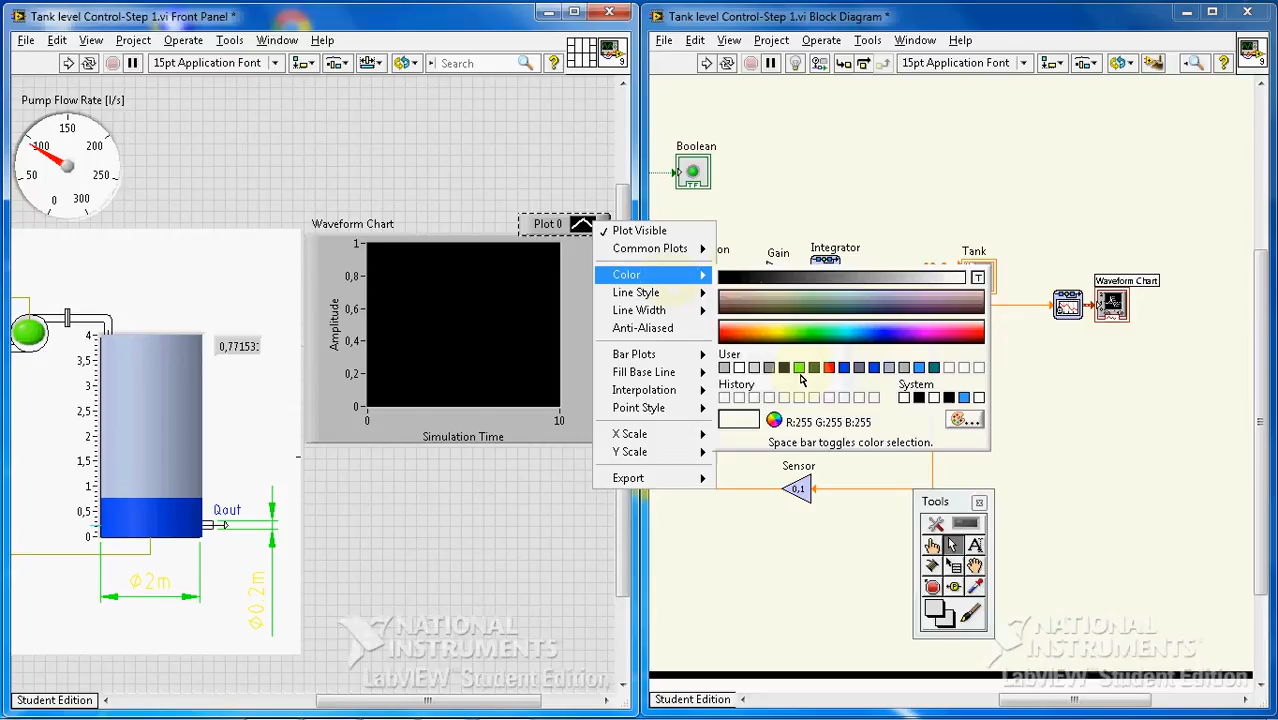 Tank level Control-Step 1.vi Front Panel *
File Edit View Project Operate Tools Window Help
15pt Application Font
Search
9
Pump Flow Rate [l/s]
150
100
200
50
250
0
300
Waveform Chart
Plot 0
Amplitude
1
0,8
0,6
0,4
0,2
0
0
10
Simulation Time
4
3,5
3
2,5
2
1,5
1
0,5
0
Qout
ϕ2m
ϕ0.2m
NATIONAL
INSTRUMENTS
LabVIEW Student Edition
Student Edition
Plot Visible
Common Plots
Color
Line Style
Line Width
Anti-Aliased
Bar Plots
Fill Base Line
Interpolation
Point Style
X Scale
Y Scale
Export
T
User
History
System
R:255 G:255 B:255
Space bar toggles color selection.
Tank level Control-Step 1.vi Block Diagram *
File Edit View Project Operate Tools Window Help
15pt Application Font
9
Boolean
TF
on
Gain
Integrator
Tank
Waveform Chart
Sensor
0,1
Tools
A
NATIONAL
INSTRUMENTS
LabVIEW Student Edition
Student Edition